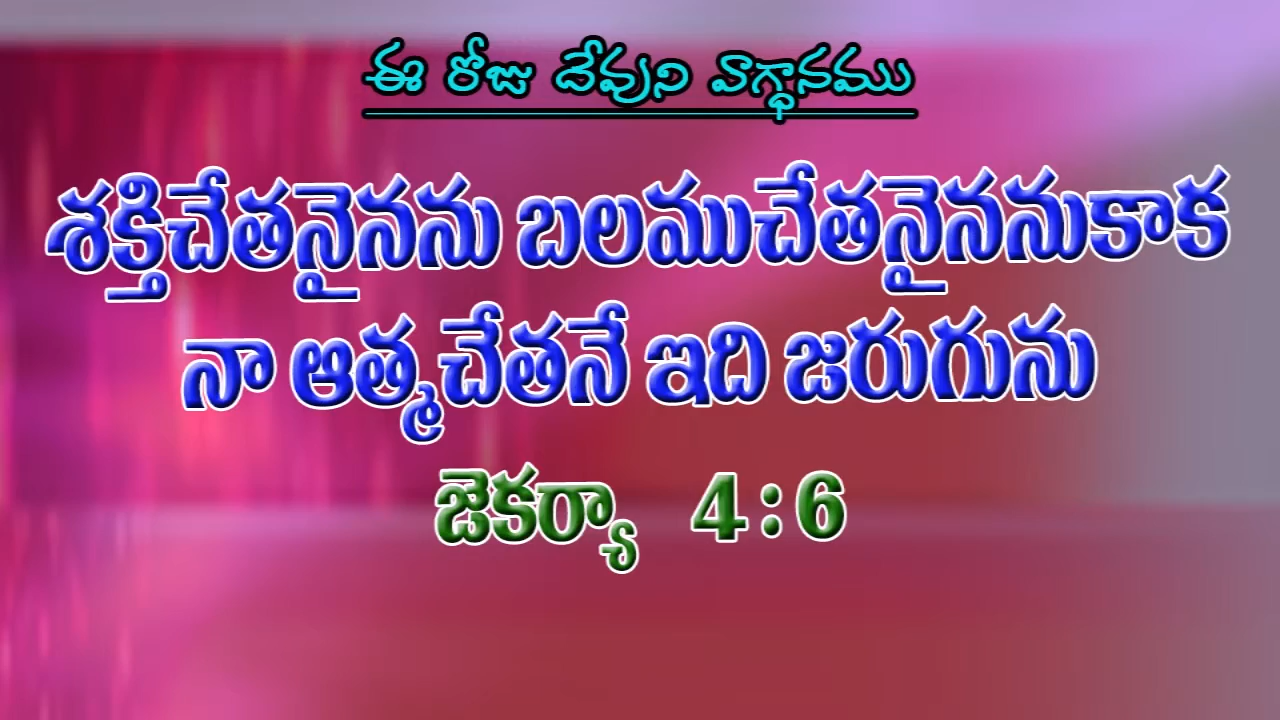 ఈ రోజు దేవుని వాగ్ధానము
శక్తిచేతనైనను బలముచేతనైననుకాక
నా ఆత్మచేతనే ఇది జరుగును
జెకర్యా 4:6